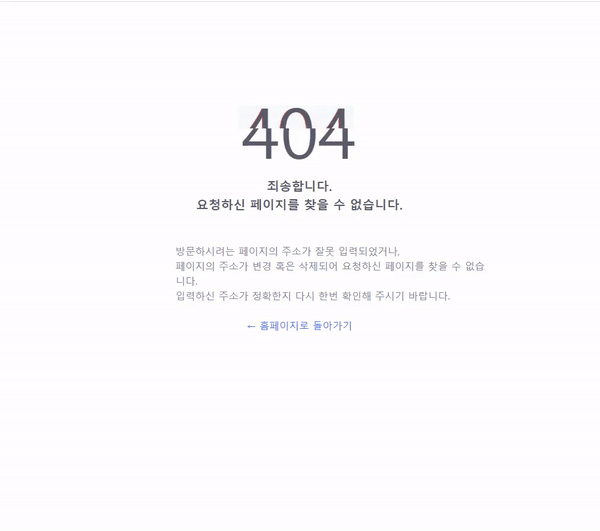 404
죄송합니다.
요청하신 페이지를 찾을 수 없습니다.
방문하시려는 페이지의 주소가 잘못 입력되었거나,
페이지의 주소가 변경 혹은 삭제되어 요청하신 페이지를 찾을 수 없습
니다.
입력하신 주소가 정확한지 다시 한번 확인해 주시기 바랍니다.
← 홈페이지로 돌아가기